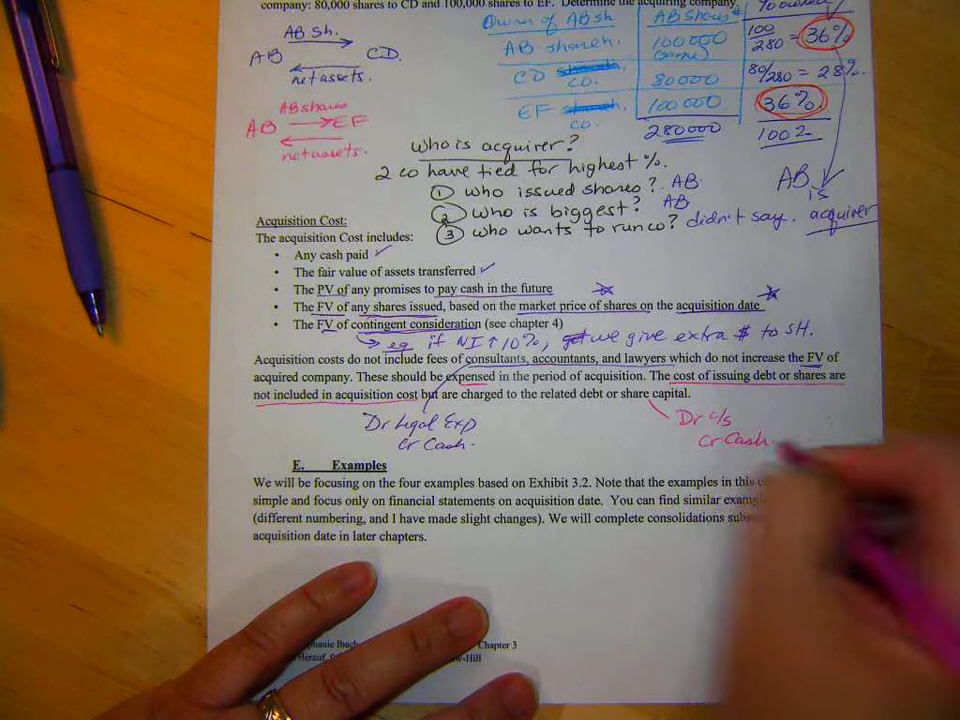 company: 80,000 shares to CD and 100,000 shares to EF. Determine the acquiring company.
AB sh.
AB CD.
net assets.
AB shares
AB EF
net assets.
Owner of AB sh AB Shares #
AB shareh. 100 000
CD co. 80000
EF co. 100 000
280 000
100/280 = 36%
80/280 = 28%
36%
100%
AB is acquirer
Who is acquirer?
2 co have tied for highest %.
① who issued shares? AB
② who is biggest? AB
③ who wants to run co? didn't say.
Acquisition Cost:
The acquisition Cost includes:
• Any cash paid ✓
• The fair value of assets transferred ✓
• The PV of any promises to pay cash in the future
• The FV of any shares issued, based on the market price of shares on the acquisition date
• The FV of contingent consideration (see chapter 4)
eg if NI ↑ 10%, we give extra $ to SH.
Acquisition costs do not include fees of consultants, accountants, and lawyers which do not increase the FV of
acquired company. These should be expensed in the period of acquisition. The cost of issuing debt or shares are
not included in acquisition cost but are charged to the related debt or share capital.
Dr Legal Exp
Cr Cash.
Dr C/S
Cr Cash
E. Examples
We will be focusing on the four examples based on Exhibit 3.2. Note that the examples in this
simple and focus only on financial statements on acquisition date. You can find similar
(different numbering, and I have made slight changes). We will complete consolidations
acquisition date in later chapters.
Chapter 3